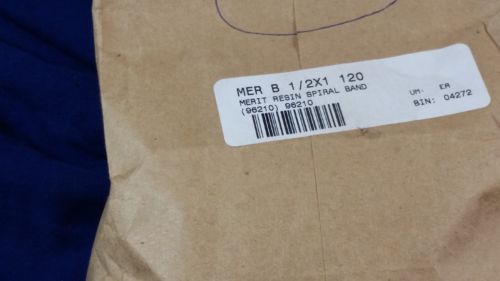 MER B 1/2X1 120
MERIT RESIN SPIRAL BAND
(96210) 96210
UM: EA
BIN: 04272